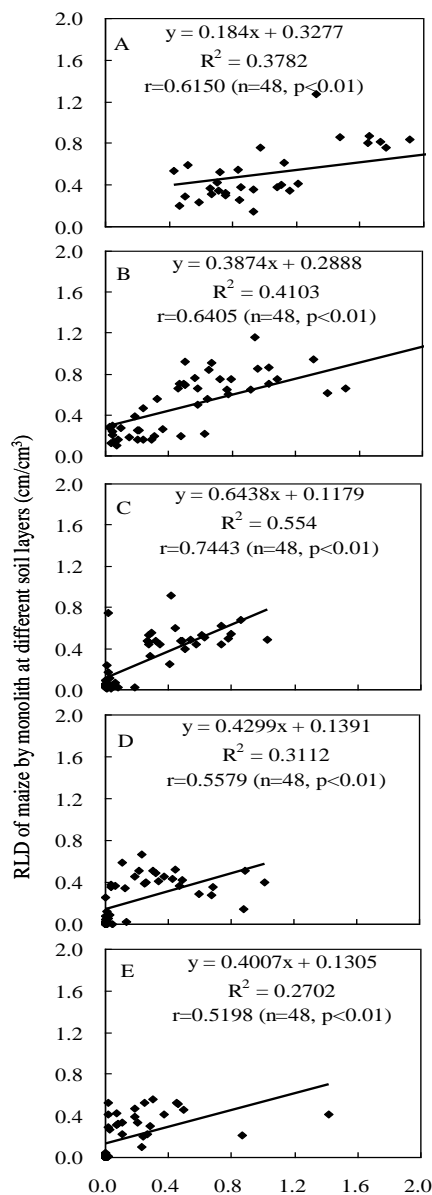 RLD of maize by monolith at different soil layers (cm/cm³)
A
y = 0.184x + 0.3277
R² = 0.3782
r=0.6150 (n=48, p<0.01)
2.0
1.6
1.2
0.8
0.4
0.0
B
y = 0.3874x + 0.2888
R² = 0.4103
r=0.6405 (n=48, p<0.01)
2.0
1.6
1.2
0.8
0.4
0.0
C
y = 0.6438x + 0.1179
R² = 0.554
r=0.7443 (n=48, p<0.01)
2.0
1.6
1.2
0.8
0.4
0.0
D
y = 0.4299x + 0.1391
R² = 0.3112
r=0.5579 (n=48, p<0.01)
2.0
1.6
1.2
0.8
0.4
0.0
E
y = 0.4007x + 0.1305
R² = 0.2702
r=0.5198 (n=48, p<0.01)
2.0
1.6
1.2
0.8
0.4
0.0
0.0 0.4 0.8 1.2 1.6 2.0